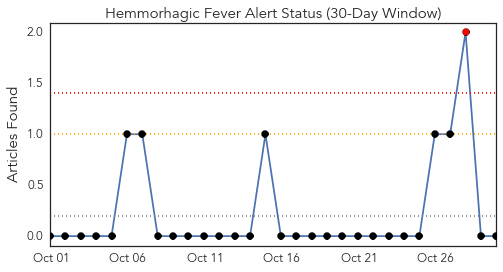 Hemmorhagic Fever Alert Status (30-Day Window)
Articles Found
2.0
1.5
1.0
0.5
0.0
Oct 01 Oct 06 Oct 11 Oct 16 Oct 21 Oct 26